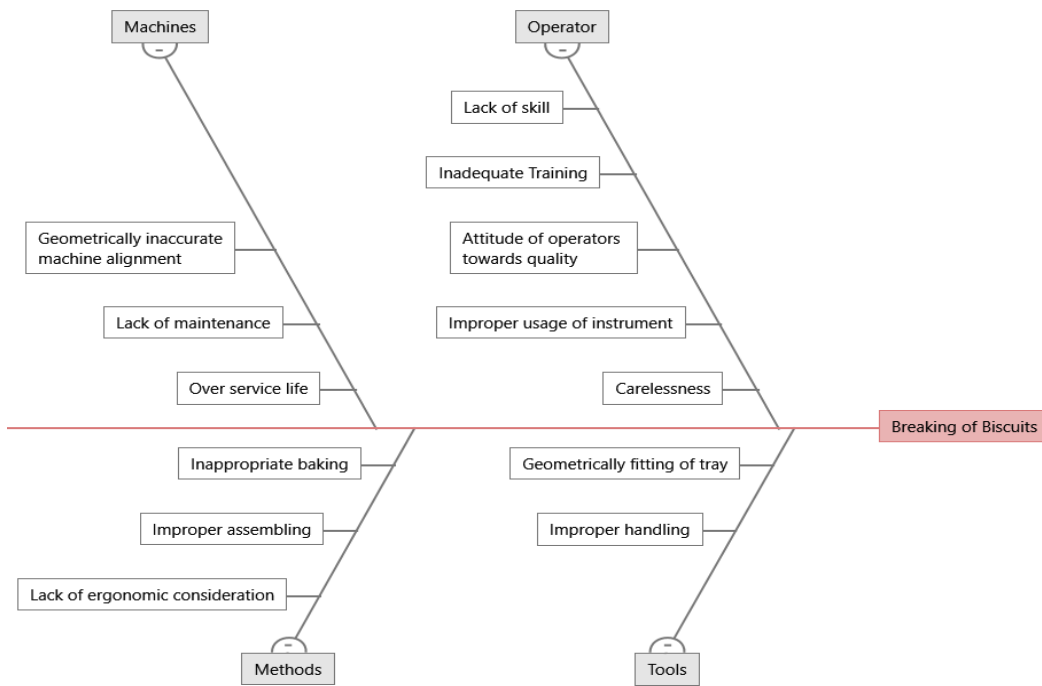 Machines
Operator
Lack of skill
Inadequate Training
Geometrically inaccurate
machine alignment
Attitude of operators
towards quality
Lack of maintenance
Improper usage of instrument
Over service life
Carelessness
Breaking of Biscuits
Inappropriate baking
Geometrically fitting of tray
Improper assembling
Improper handling
Lack of ergonomic consideration
Methods
Tools